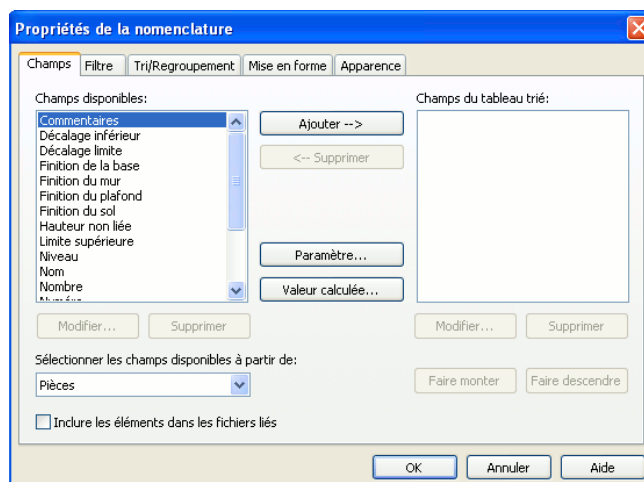 Propriétés de la nomenclature
Champs Filtre Tri/Regroupement Mise en forme Apparence
Champs disponibles:
Commentaires
Décalage inférieur
Décalage limite
Finition de la base
Finition du mur
Finition du plafond
Finition du sol
Hauteur non liée
Limite supérieure
Niveau
Nom
Nombre
Modifier... Supprimer
Ajouter -->
<-- Supprimer
Paramètre...
Valeur calculée...
Champs du tableau trié:
Modifier... Supprimer
Sélectionner les champs disponibles à partir de:
Pièces
Faire monter Faire descendre
Inclure les éléments dans les fichiers liés
OK Annuler Aide